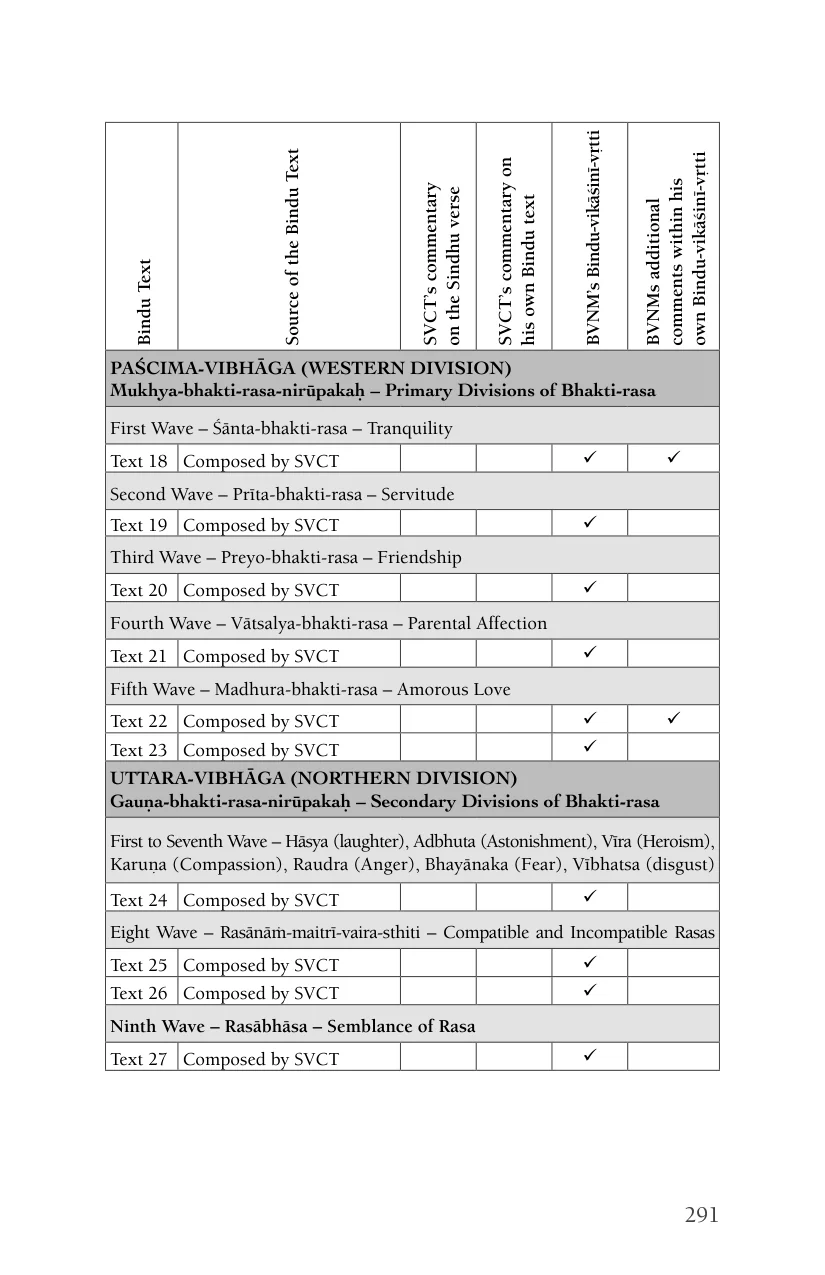 Bindu Text
Source of the Bindu Text
SVCT's commentary
on the Sindhu verse
SVCT's commentary on
his own Bindu text
BVNM's Bindu-vikāśinī-vṛtti
BVNMs additional
comments within his
own Bindu-vikāśinī-vṛtti
PAŚCIMA-VIBHĀGA (WESTERN DIVISION)
Mukhya-bhakti-rasa-nirūpakaḥ – Primary Divisions of Bhakti-rasa
First Wave – Śānta-bhakti-rasa – Tranquility
Text 18 Composed by SVCT ✓ ✓
Second Wave – Prīta-bhakti-rasa – Servitude
Text 19 Composed by SVCT ✓
Third Wave – Preyo-bhakti-rasa – Friendship
Text 20 Composed by SVCT ✓
Fourth Wave – Vātsalya-bhakti-rasa – Parental Affection
Text 21 Composed by SVCT ✓
Fifth Wave – Madhura-bhakti-rasa – Amorous Love
Text 22 Composed by SVCT ✓ ✓
Text 23 Composed by SVCT ✓
UTTARA-VIBHĀGA (NORTHERN DIVISION)
Gauṇa-bhakti-rasa-nirūpakaḥ – Secondary Divisions of Bhakti-rasa
First to Seventh Wave – Hāsya (laughter), Adbhuta (Astonishment), Vīra (Heroism),
Karuṇa (Compassion), Raudra (Anger), Bhayānaka (Fear), Vībhatsa (disgust)
Text 24 Composed by SVCT ✓
Eight Wave – Rasānāṁ-maitrī-vaira-sthiti – Compatible and Incompatible Rasas
Text 25 Composed by SVCT ✓
Text 26 Composed by SVCT ✓
Ninth Wave – Rasābhāsa – Semblance of Rasa
Text 27 Composed by SVCT ✓
291